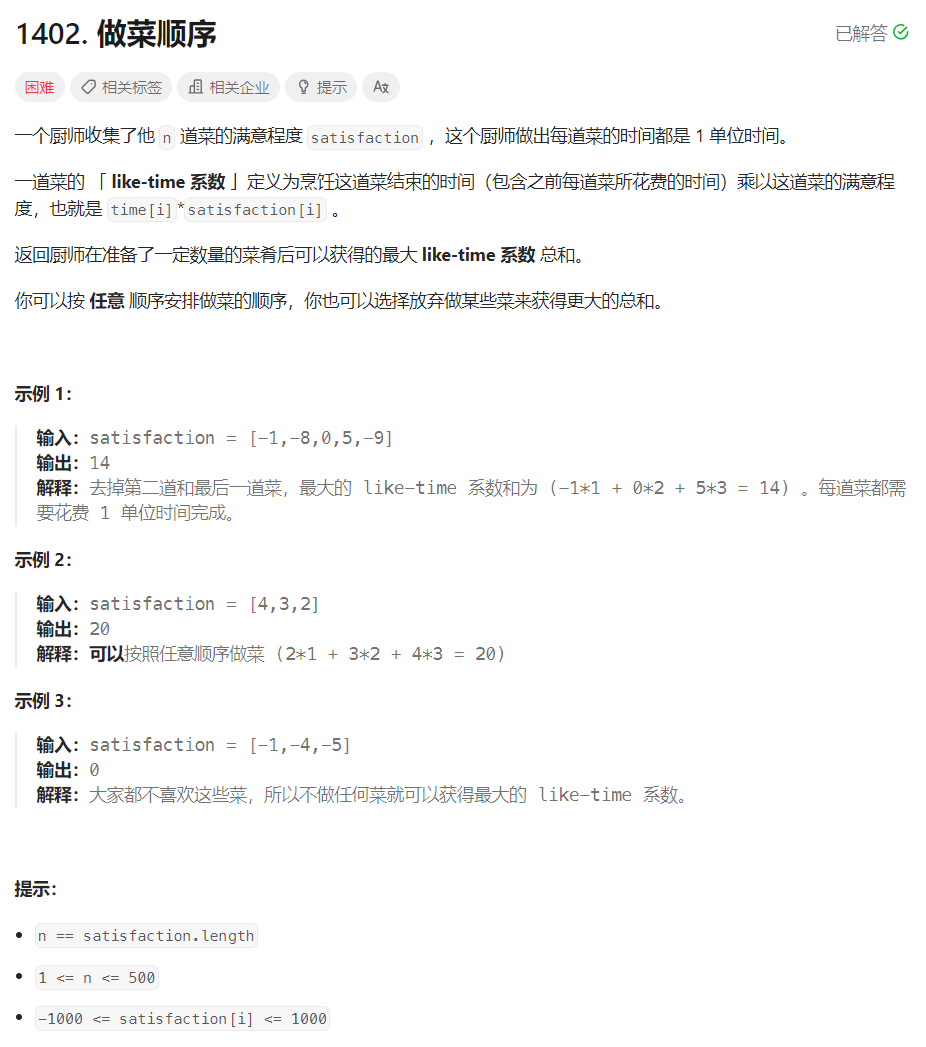 1402. 做菜顺序
已解答
困难 相关标签 相关企业 提示 Aあ
一个厨师收集了他 n 道菜的满意程度 satisfaction ，这个厨师做出每道菜的时间都是 1 单位时间。
一道菜的 「 like-time 系数 」定义为烹饪这道菜结束的时间（包含之前每道菜所花费的时间）乘以这道菜的满意程
度，也就是 time[i]*satisfaction[i] 。
返回厨师在准备了一定数量的菜肴后可以获得的最大 like-time 系数 总和。
你可以按 任意 顺序安排做菜的顺序，你也可以选择放弃做某些菜来获得更大的总和。
示例 1：
输入：satisfaction = [-1,-8,0,5,-9]
输出：14
解释：去掉第二道和最后一道菜，最大的 like-time 系数和为 (-1*1 + 0*2 + 5*3 = 14) 。每道菜都需
要花费 1 单位时间完成。
示例 2：
输入：satisfaction = [4,3,2]
输出：20
解释：可以按照任意顺序做菜 (2*1 + 3*2 + 4*3 = 20)
示例 3：
输入：satisfaction = [-1,-4,-5]
输出：0
解释：大家都不喜欢这些菜，所以不做任何菜就可以获得最大的 like-time 系数。
提示：
n == satisfaction.length
1 <= n <= 500
-1000 <= satisfaction[i] <= 1000